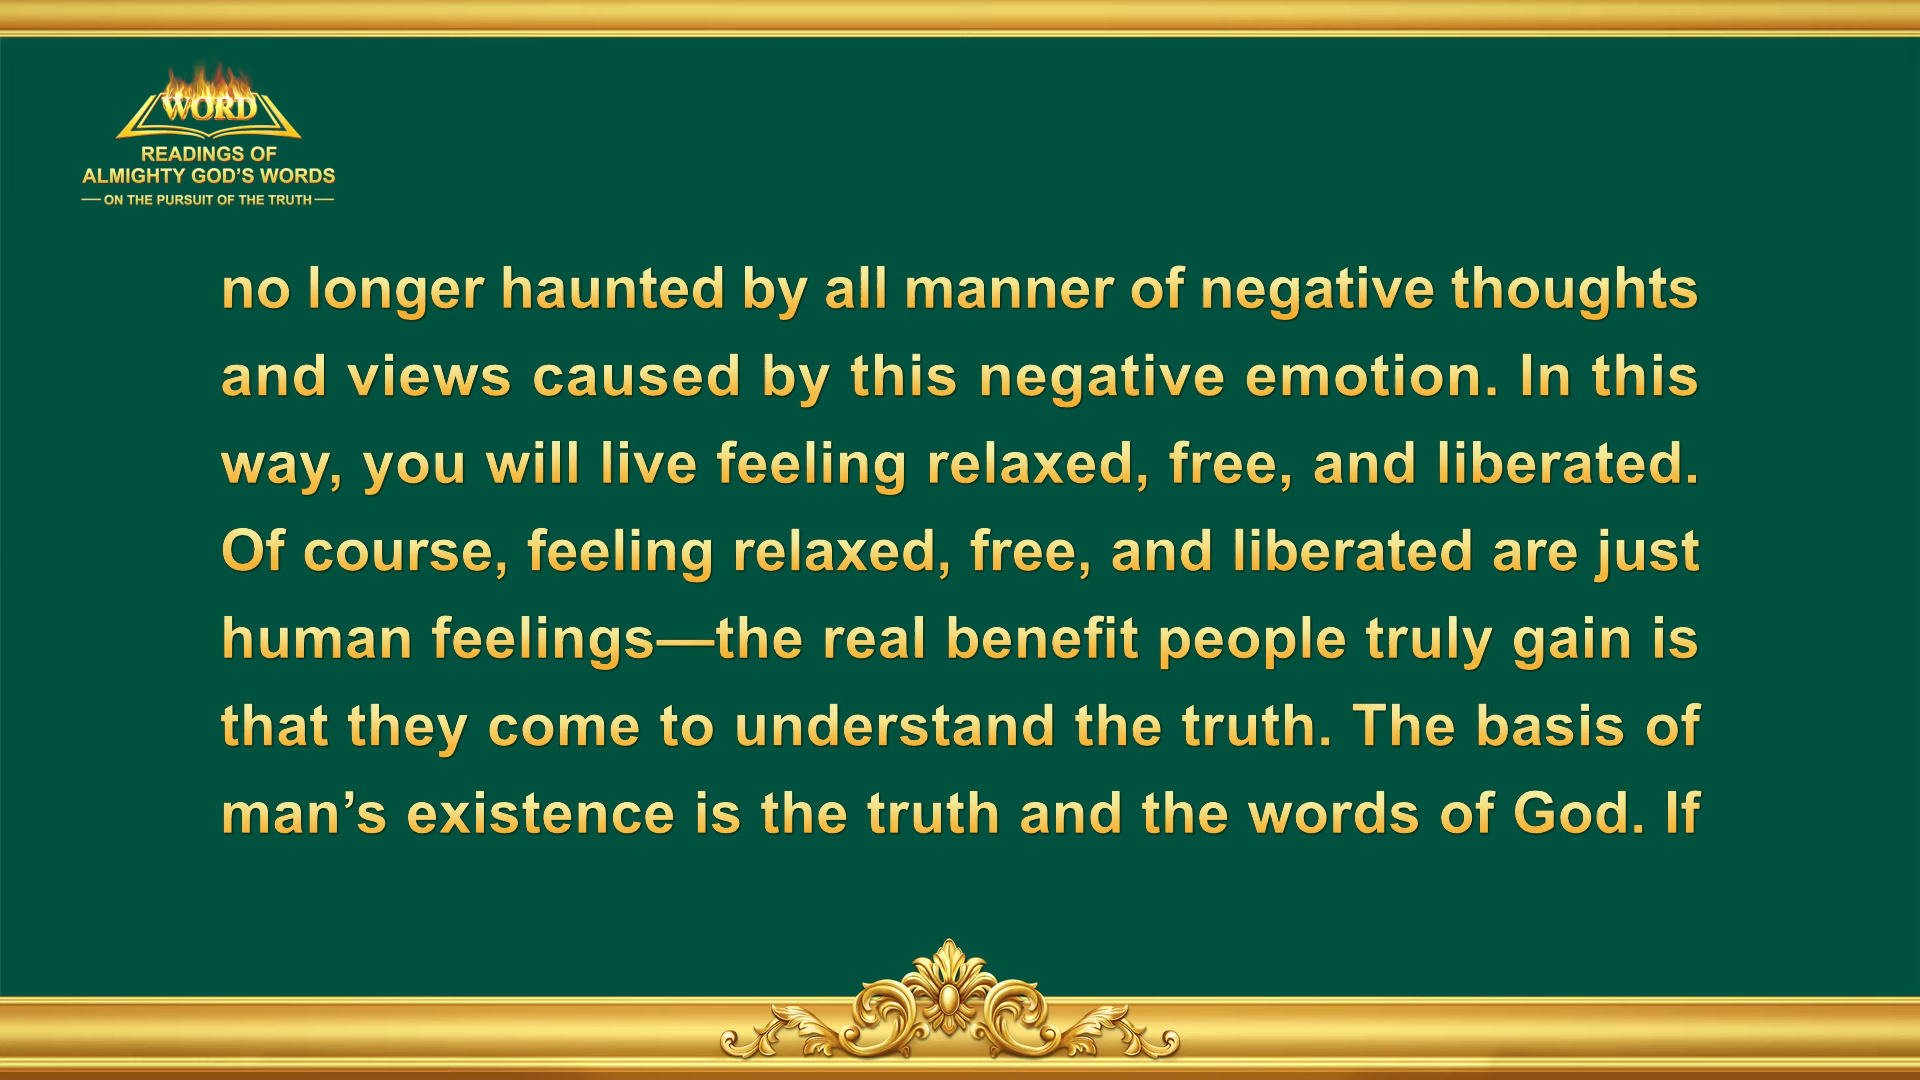 WORD
READINGS OF
ALMIGHTY GOD’S WORDS
— ON THE PURSUIT OF THE TRUTH —
no longer haunted by all manner of negative thoughts
and views caused by this negative emotion. In this
way, you will live feeling relaxed, free, and liberated.
Of course, feeling relaxed, free, and liberated are just
human feelings—the real benefit people truly gain is
that they come to understand the truth. The basis of
man’s existence is the truth and the words of God. If